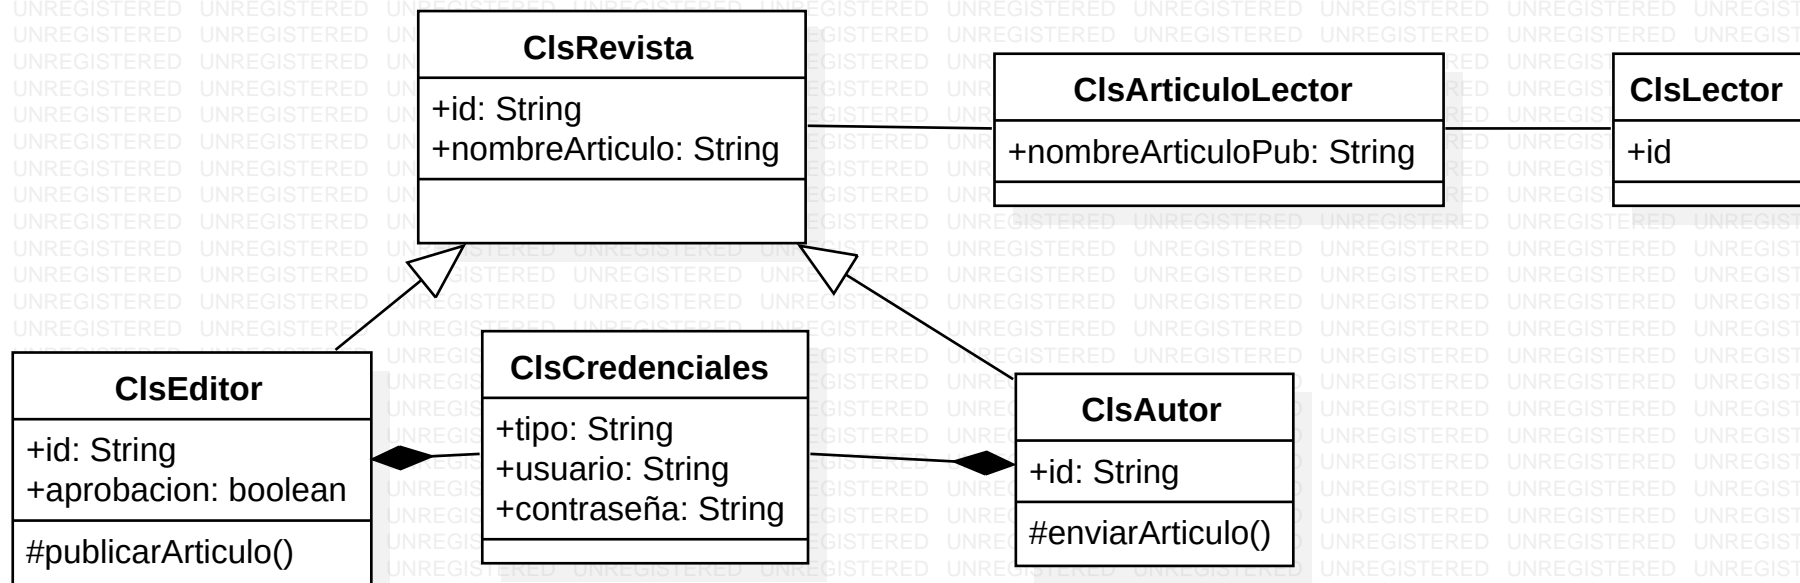 ClsRevista
+id: String
+nombreArticulo: String
ClsArticuloLector
+nombreArticuloPub: String
ClsLector
+id
ClsEditor
+id: String
+aprobacion: boolean
#publicarArticulo()
ClsCredenciales
+tipo: String
+usuario: String
+contraseña: String
ClsAutor
+id: String
#enviarArticulo()
UNREGISTERED